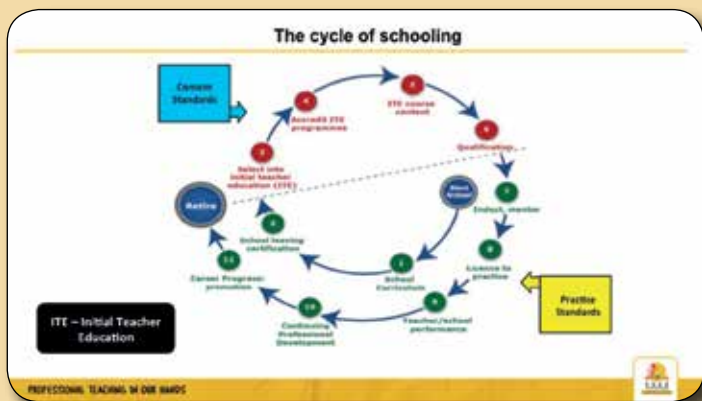 The cycle of schooling
Content
Standards
4
Accredit ITE
programmes
5
ITE course
content
6
Qualification
3
Select into
initial teacher
education (ITE)
Retire
2
School leaving
certification
Start
School
7
Induct, mentor
8
Licence to
practice
1
School
Curriculum
9
Teacher/school
performance
10
Continuing
Professional
Development
11
Career Progress:
promotion
Practice
Standards
ITE – Initial Teacher
Education
PROFESSIONAL TEACHING IN OUR HANDS